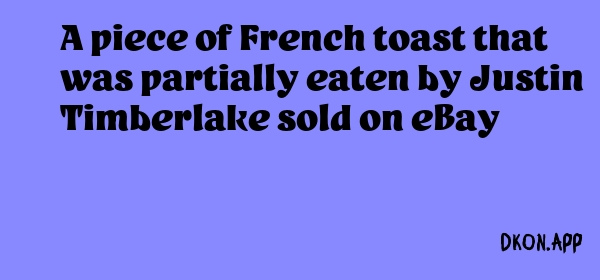 A piece of French toast that
was partially eaten by Justin
Timberlake sold on eBay
DKON.APP